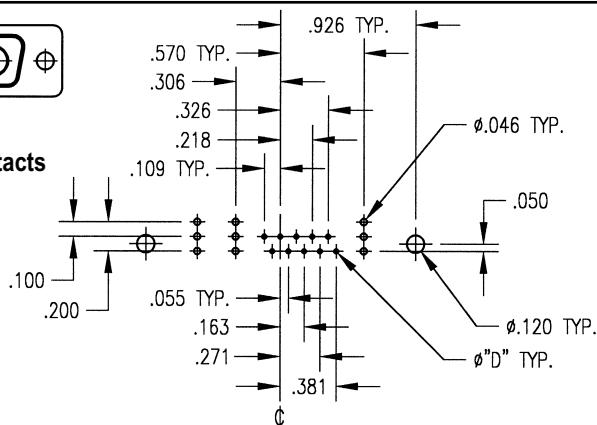 .926 TYP.
.570 TYP.
.306
.326
ø.046 TYP.
.218
tacts
.109 TYP.
.050
.100
.055 TYP.
.200
.163
ø.120 TYP.
.271
ø"D" TYP.
.381
℄